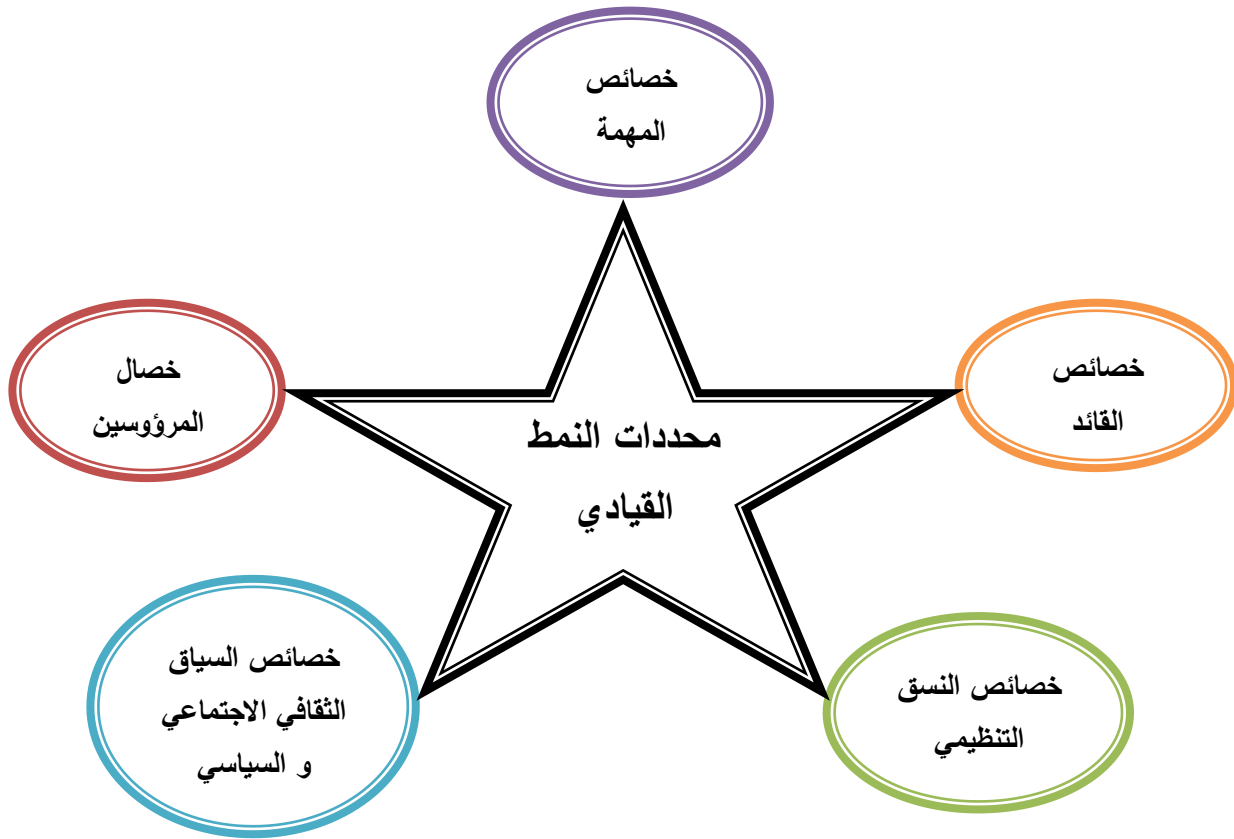 خصائص
المهمة
خصائص
القائد
خصال
المرؤوسين
محددات النمط
القيادي
خصائص النسق
التنظيمي
خصائص السياق
الثقافي الاجتماعي
و السياسي